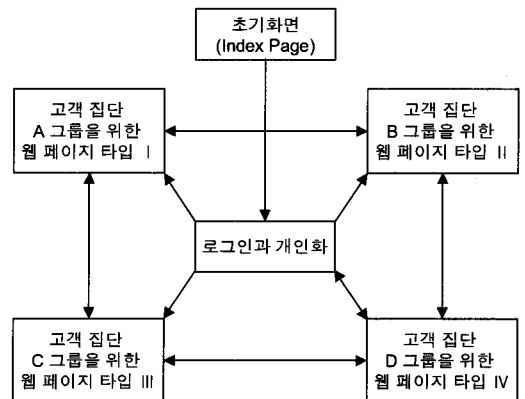 초기화면
(Index Page)
고객 집단
A 그룹을 위한
웹 페이지 타입 I
고객 집단
B 그룹을 위한
웹 페이지 타입 II
로그인과 개인화
고객 집단
C 그룹을 위한
웹 페이지 타입 III
고객 집단
D 그룹을 위한
웹 페이지 타입 IV